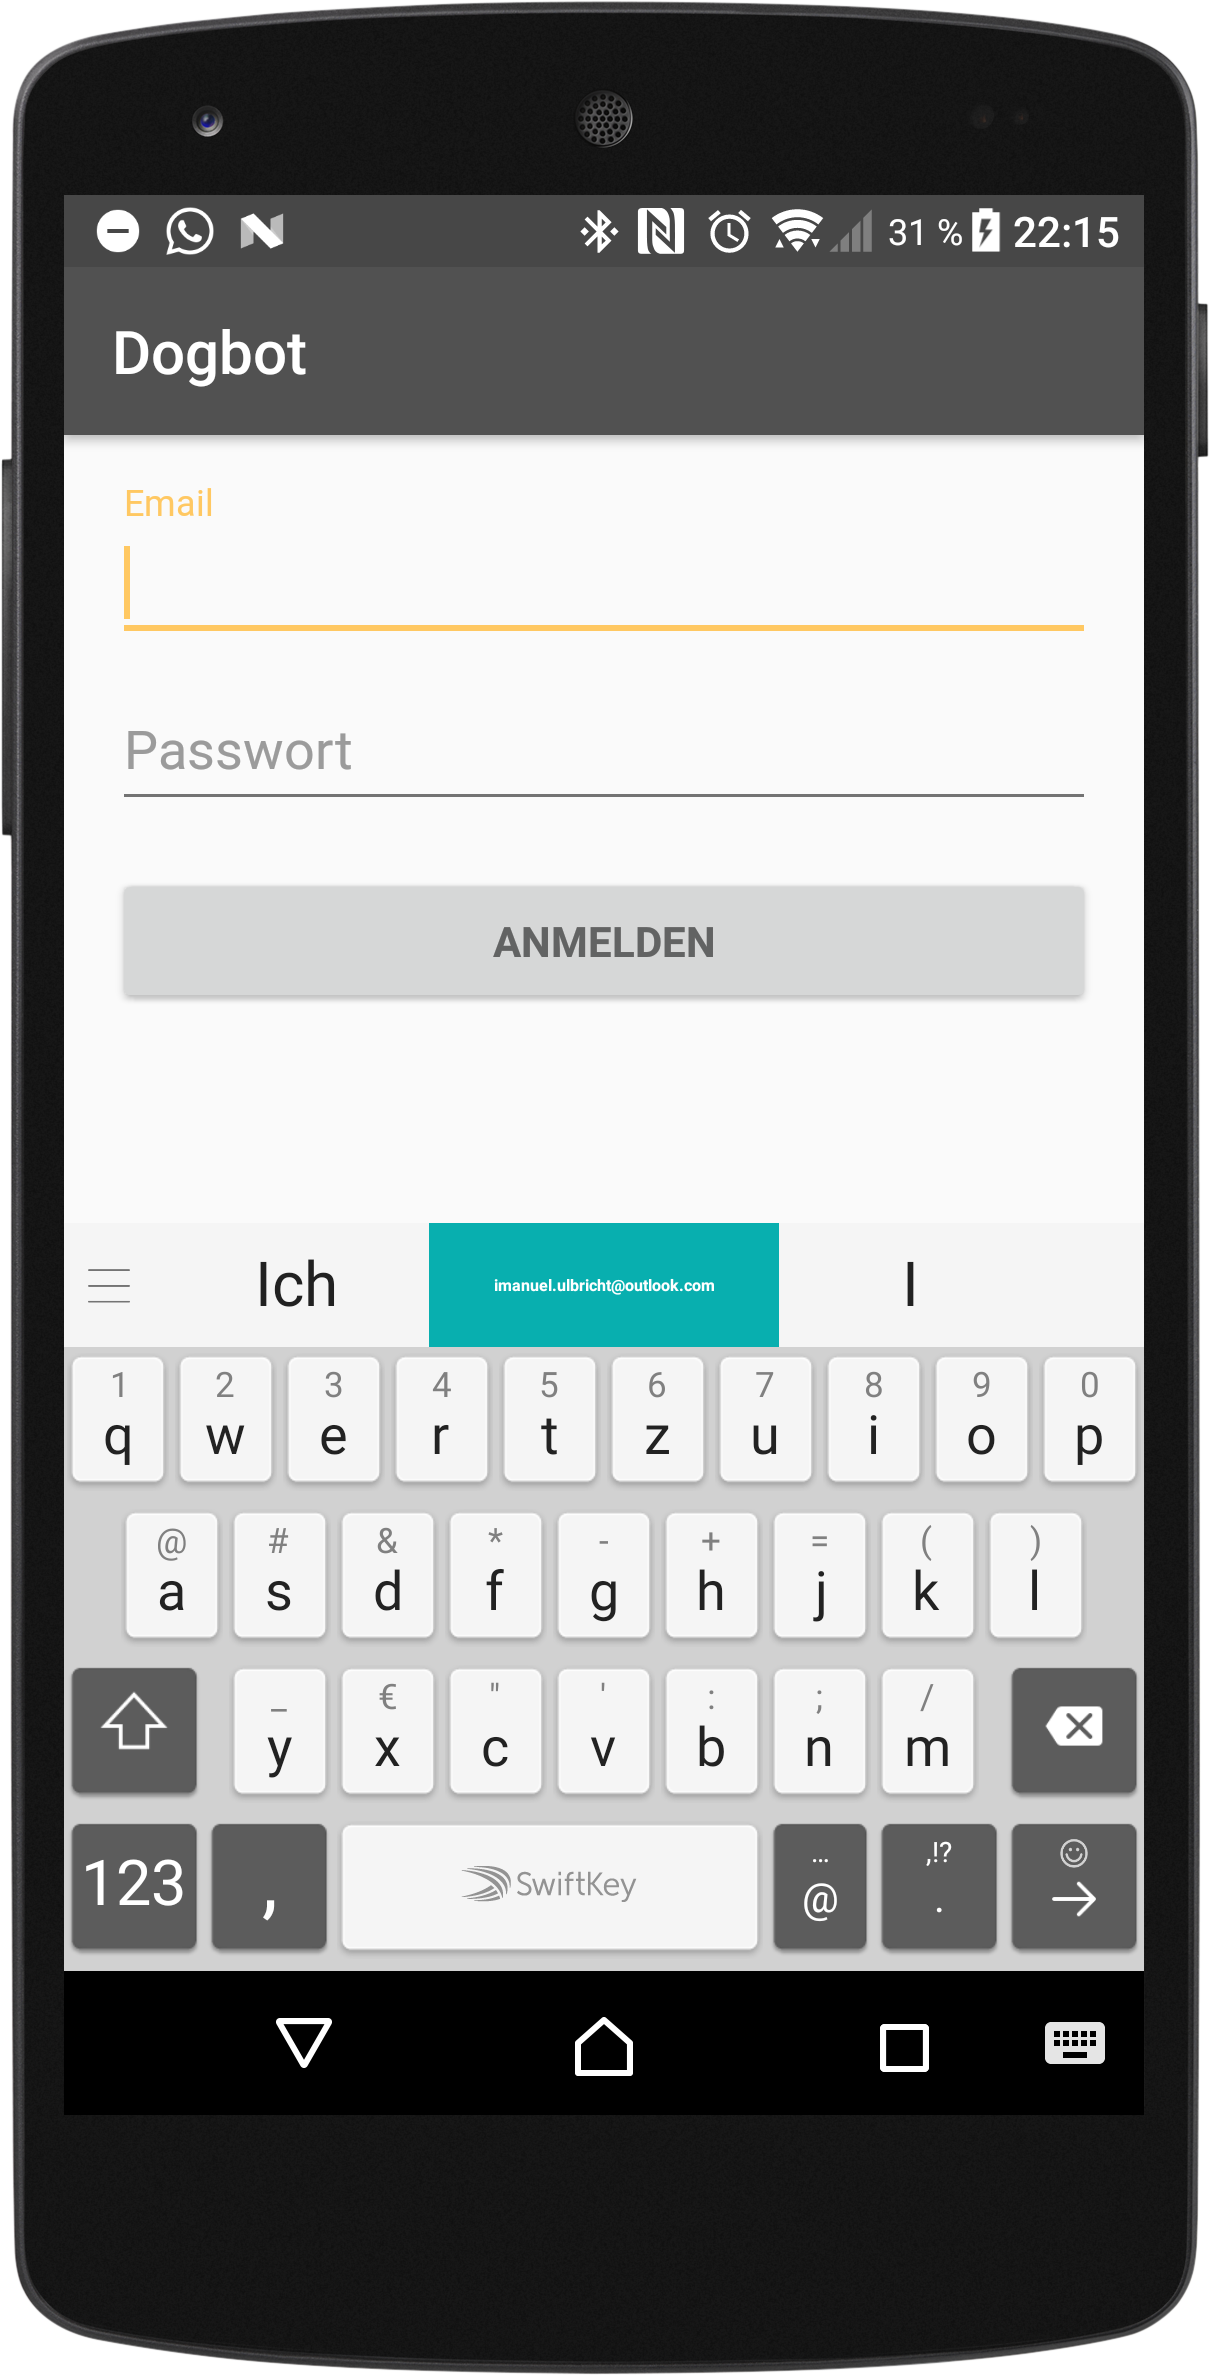 31 % 22:15
Dogbot
Email
Passwort
ANMELDEN
Ich imanuel.ulbricht@outlook.com I
1 2 3 4 5 6 7 8 9 0
q w e r t z u i o p
@ # & * - + = ( )
a s d f g h j k l
_ € " ' : ; /
y x c v b n m
... ,!?
123 , SwiftKey @ .